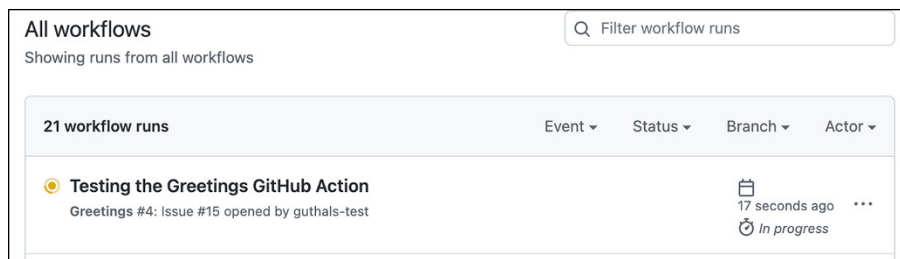 All workflows
Filter workflow runs
Showing runs from all workflows
21 workflow runs
Event
Status
Branch
Actor
Testing the Greetings GitHub Action
Greetings #4: Issue #15 opened by guthals-test
17 seconds ago
In progress